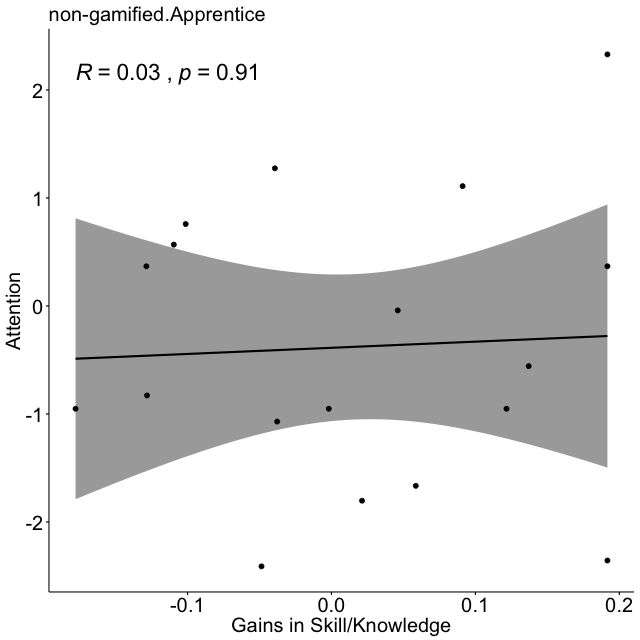 non-gamified.Apprentice
R = 0.03 , p = 0.91
2
1
0
-1
-2
Attention
-0.1 0.0 0.1 0.2
Gains in Skill/Knowledge